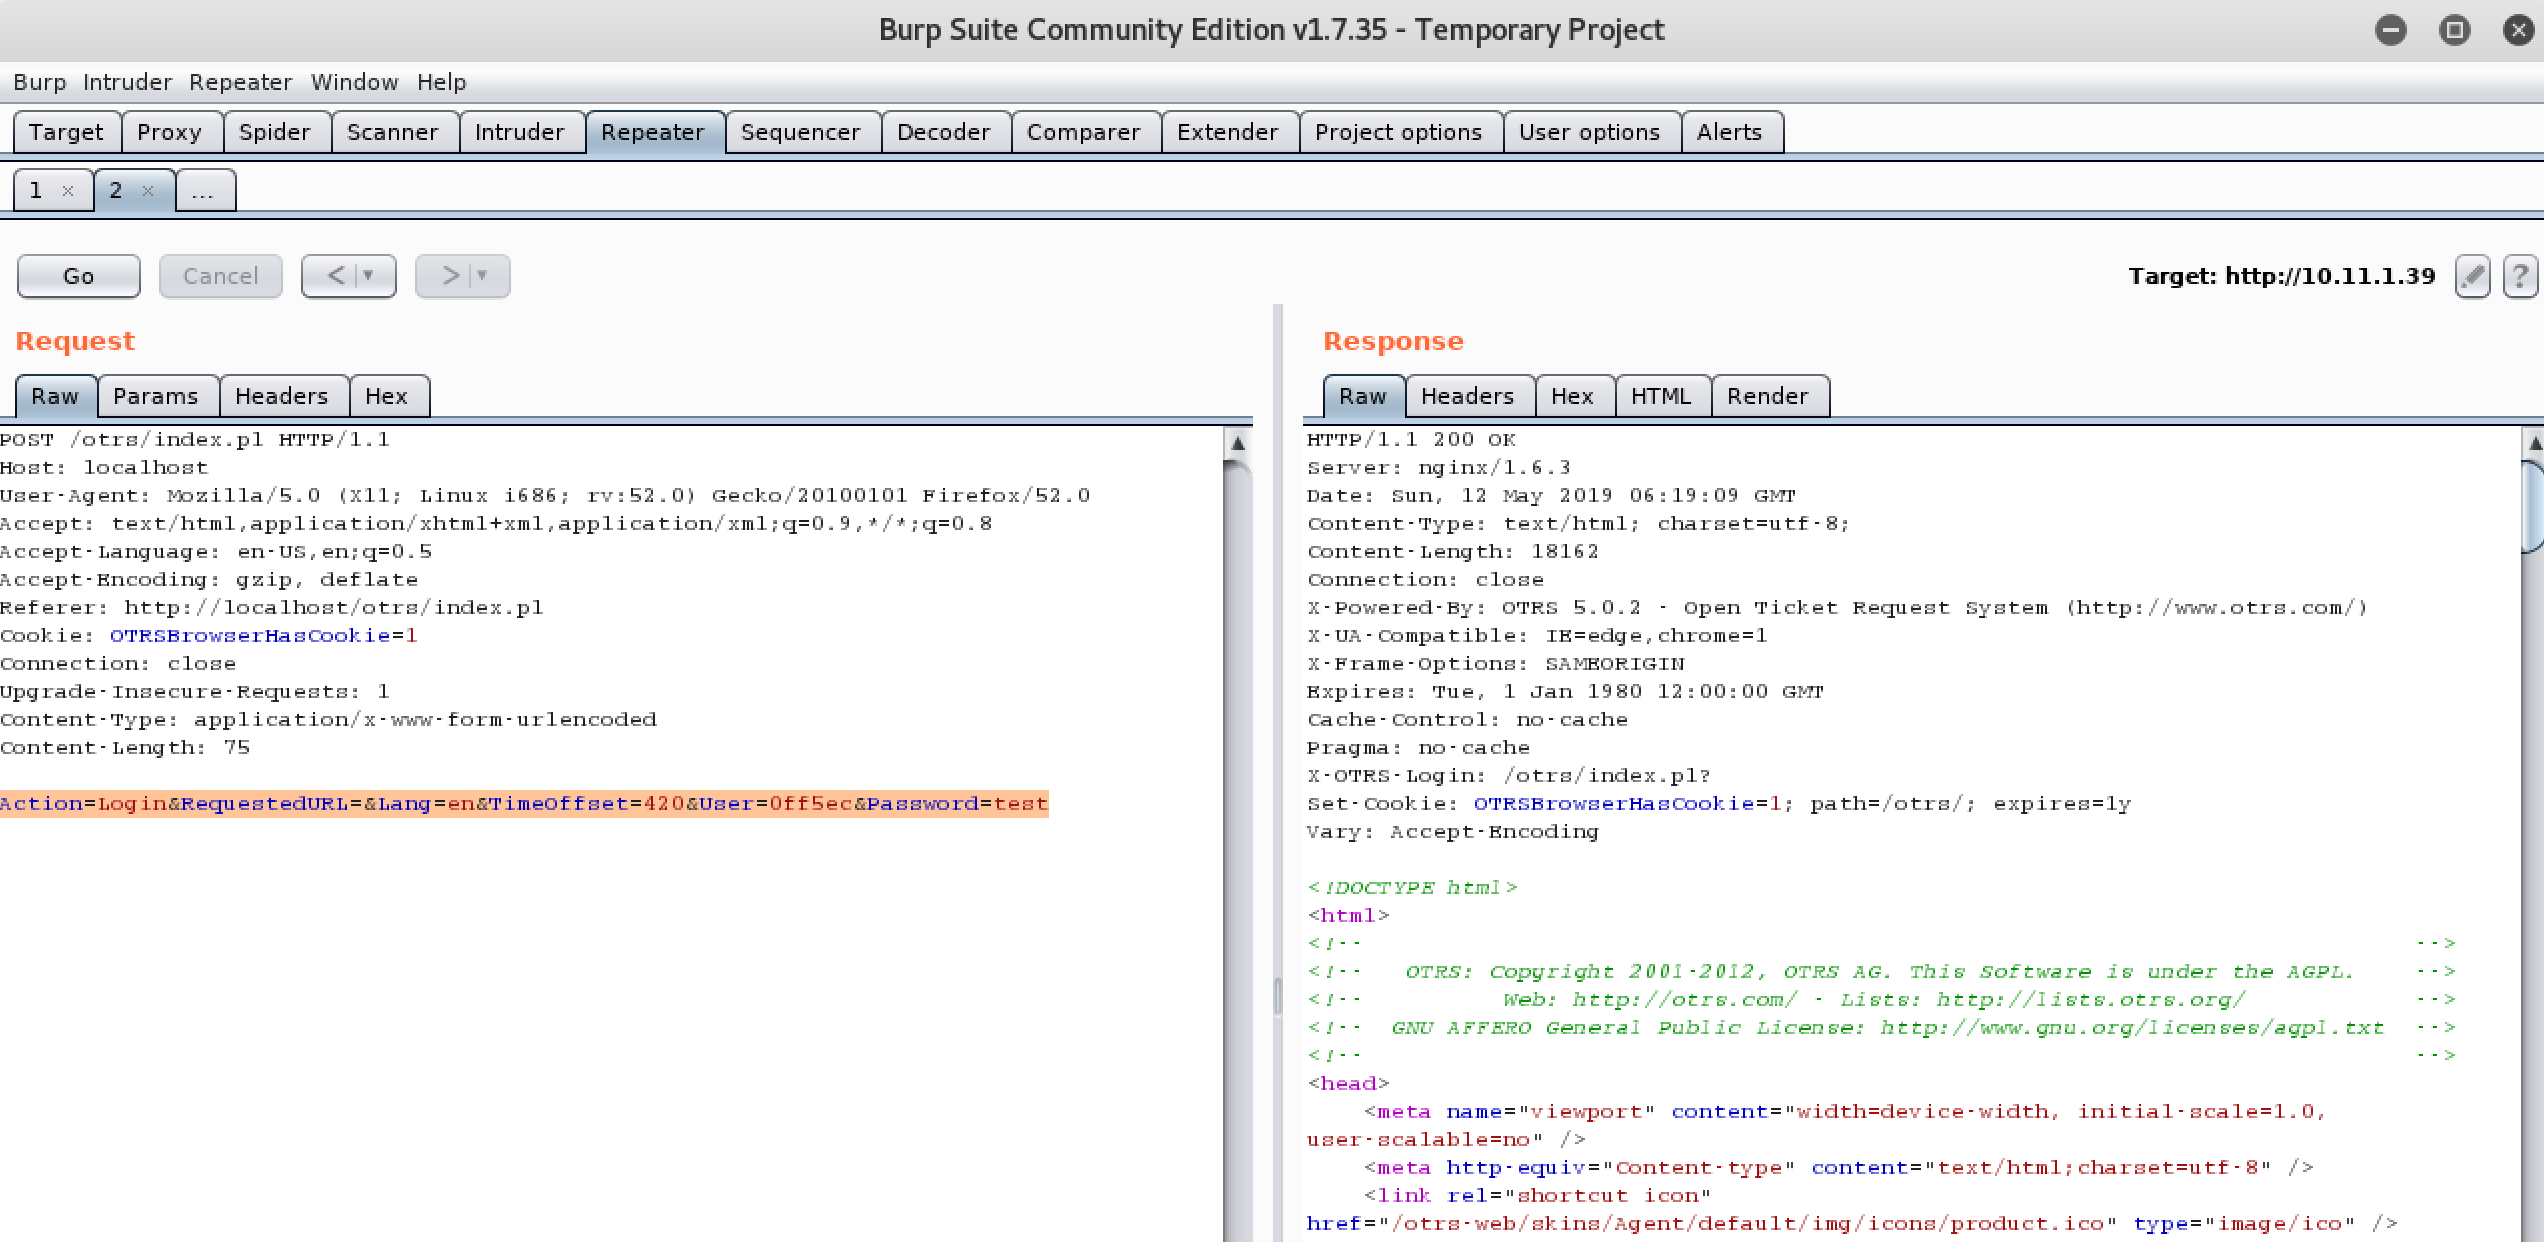 Burp Suite Community Edition v1.7.35 - Temporary Project
Burp Intruder Repeater Window Help
Target Proxy Spider Scanner Intruder Repeater Sequencer Decoder Comparer Extender Project options User options Alerts
1 × 2 × ...
Go Cancel < > Target: http://10.11.1.39 ?
Request
Raw Params Headers Hex
POST /otrs/index.pl HTTP/1.1
Host: localhost
User-Agent: Mozilla/5.0 (X11; Linux i686; rv:52.0) Gecko/20100101 Firefox/52.0
Accept: text/html,application/xhtml+xml,application/xml;q=0.9,*/*;q=0.8
Accept-Language: en-US,en;q=0.5
Accept-Encoding: gzip, deflate
Referer: http://localhost/otrs/index.pl
Cookie: OTRSBrowserHasCookie=1
Connection: close
Upgrade-Insecure-Requests: 1
Content-Type: application/x-www-form-urlencoded
Content-Length: 75
Action=Login&RequestedURL=&Lang=en&TimeOffset=420&User=0ff5ec&Password=test
Response
Raw Headers Hex HTML Render
HTTP/1.1 200 OK
Server: nginx/1.6.3
Date: Sun, 12 May 2019 06:19:09 GMT
Content-Type: text/html; charset=utf-8;
Content-Length: 18162
Connection: close
X-Powered-By: OTRS 5.0.2 - Open Ticket Request System (http://www.otrs.com/)
X-UA-Compatible: IE=edge,chrome=1
X-Frame-Options: SAMEORIGIN
Expires: Tue, 1 Jan 1980 12:00:00 GMT
Cache-Control: no-cache
Pragma: no-cache
X-OTRS-Login: /otrs/index.pl?
Set-Cookie: OTRSBrowserHasCookie=1; path=/otrs/; expires=1y
Vary: Accept-Encoding
<!DOCTYPE html>
<html>
<!-- -->
<!-- OTRS: Copyright 2001-2012, OTRS AG. This Software is under the AGPL. -->
<!-- Web: http://otrs.com/ - Lists: http://lists.otrs.org/ -->
<!-- GNU AFFERO General Public License: http://www.gnu.org/licenses/agpl.txt -->
<!-- -->
<head>
<meta name="viewport" content="width=device-width, initial-scale=1.0,
user-scalable=no" />
<meta http-equiv="Content-type" content="text/html;charset=utf-8" />
<link rel="shortcut icon"
href="/otrs-web/skins/Agent/default/img/icons/product.ico" type="image/ico" />